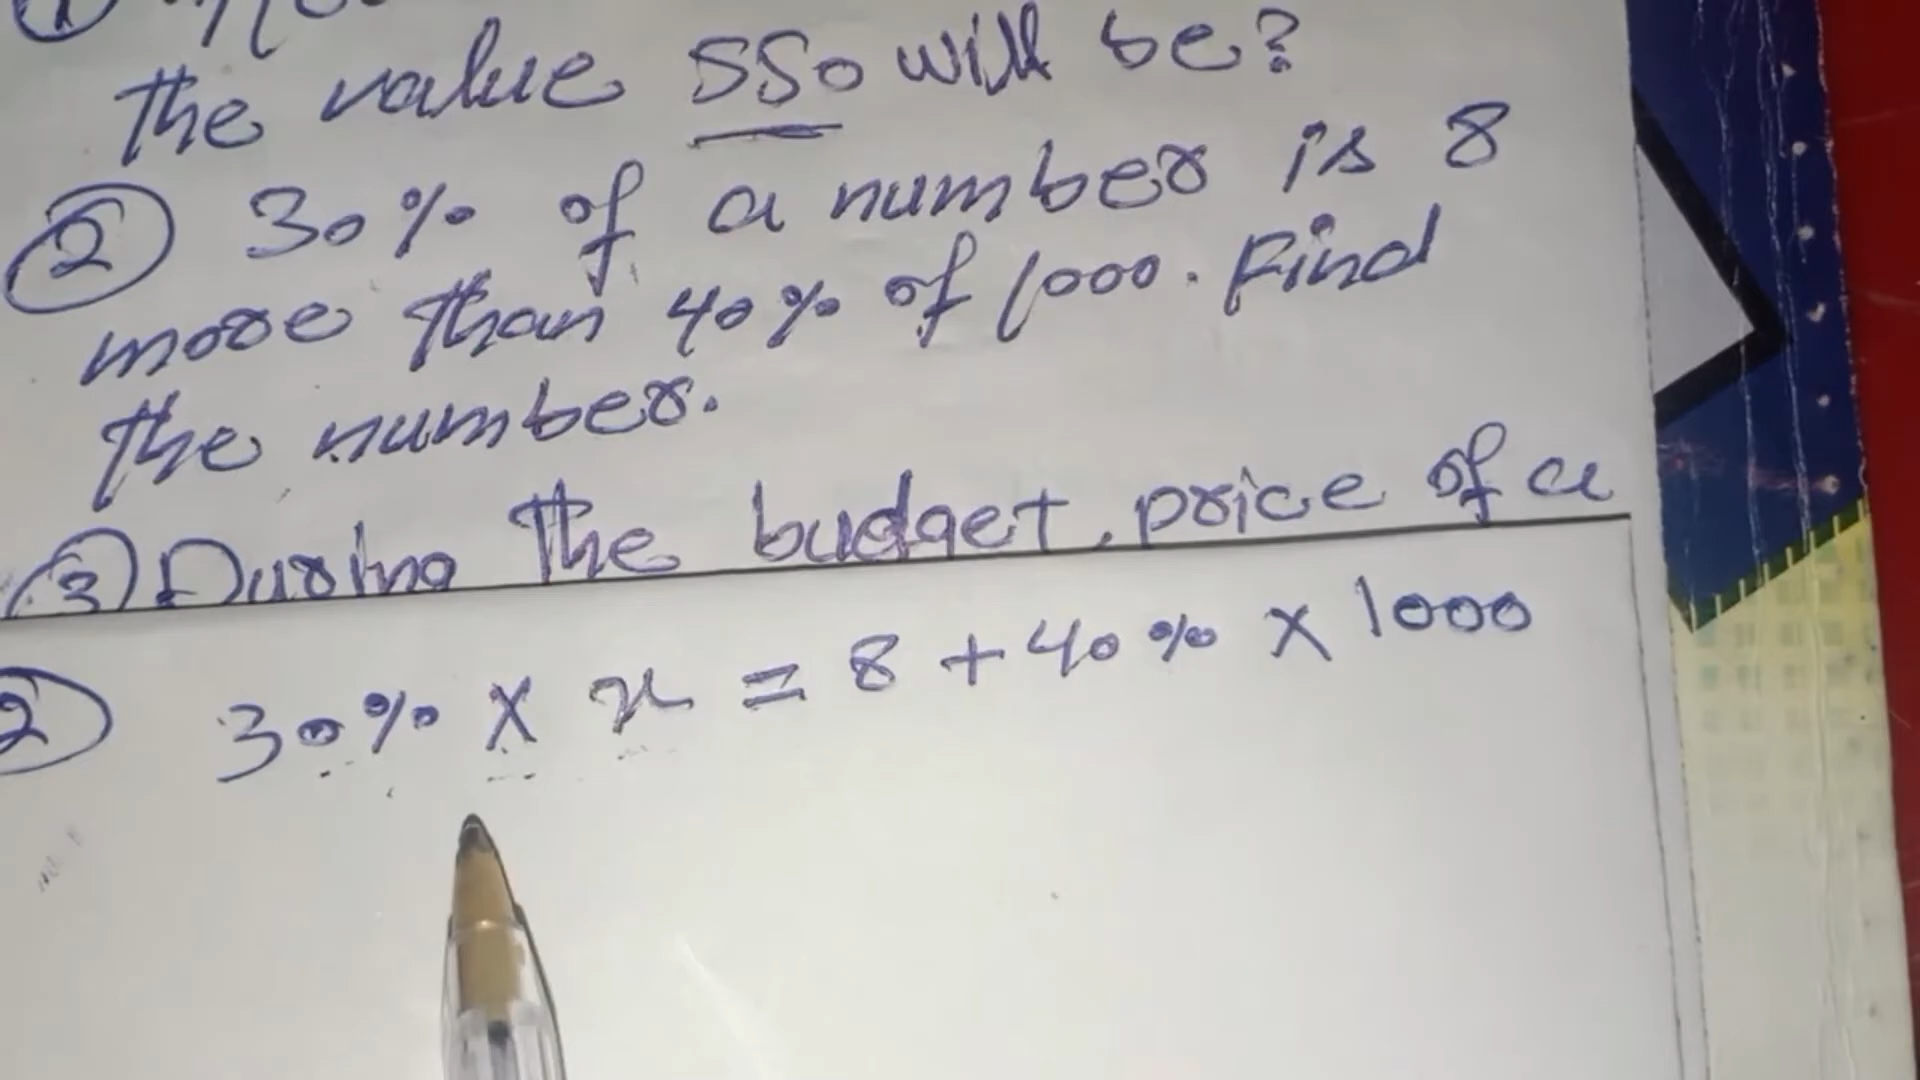 ①
the value 550 will be?
② 30% of a number is 8
more than 40% of 1000. Find
the number.
③ During the budget, price of a
② 30% × x = 8 + 40% × 1000